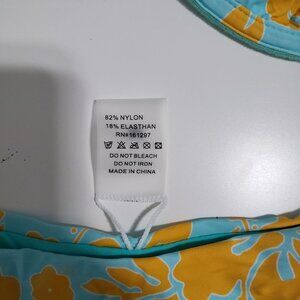 82% NYLON
18% ELASTHAN
RN#161297
DO NOT BLEACH
DO NOT IRON
MADE IN CHINA